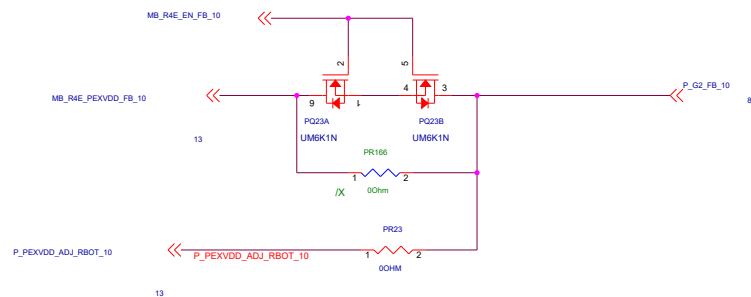 MB_R4E_EN_FB_10
2
5
P_G2_FB_10
8
MB_R4E_PEXVDD_FB_10
6
1
4
3
PQ23A
PQ23B
13
UM6K1N
UM6K1N
PR166
1
2
/X
0Ohm
PR23
P_PEXVDD_ADJ_RBOT_10
P_PEXVDD_ADJ_RBOT_10
1
2
0OHM
13